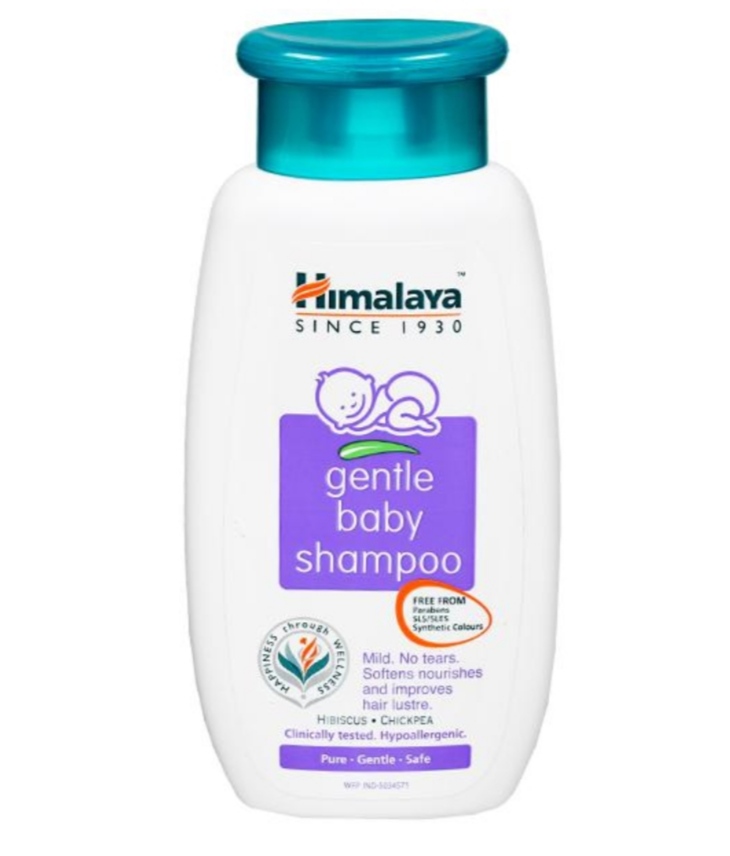 Himalaya™
SINCE 1930
gentle
baby
shampoo
FREE FROM
Parabens
SLS/SLES
Synthetic Colours
HAPPINESS through WELLNESS
Mild. No tears.
Softens nourishes
and improves
hair lustre.
HIBISCUS • CHICKPEA
Clinically tested. Hypoallergenic.
Pure - Gentle - Safe